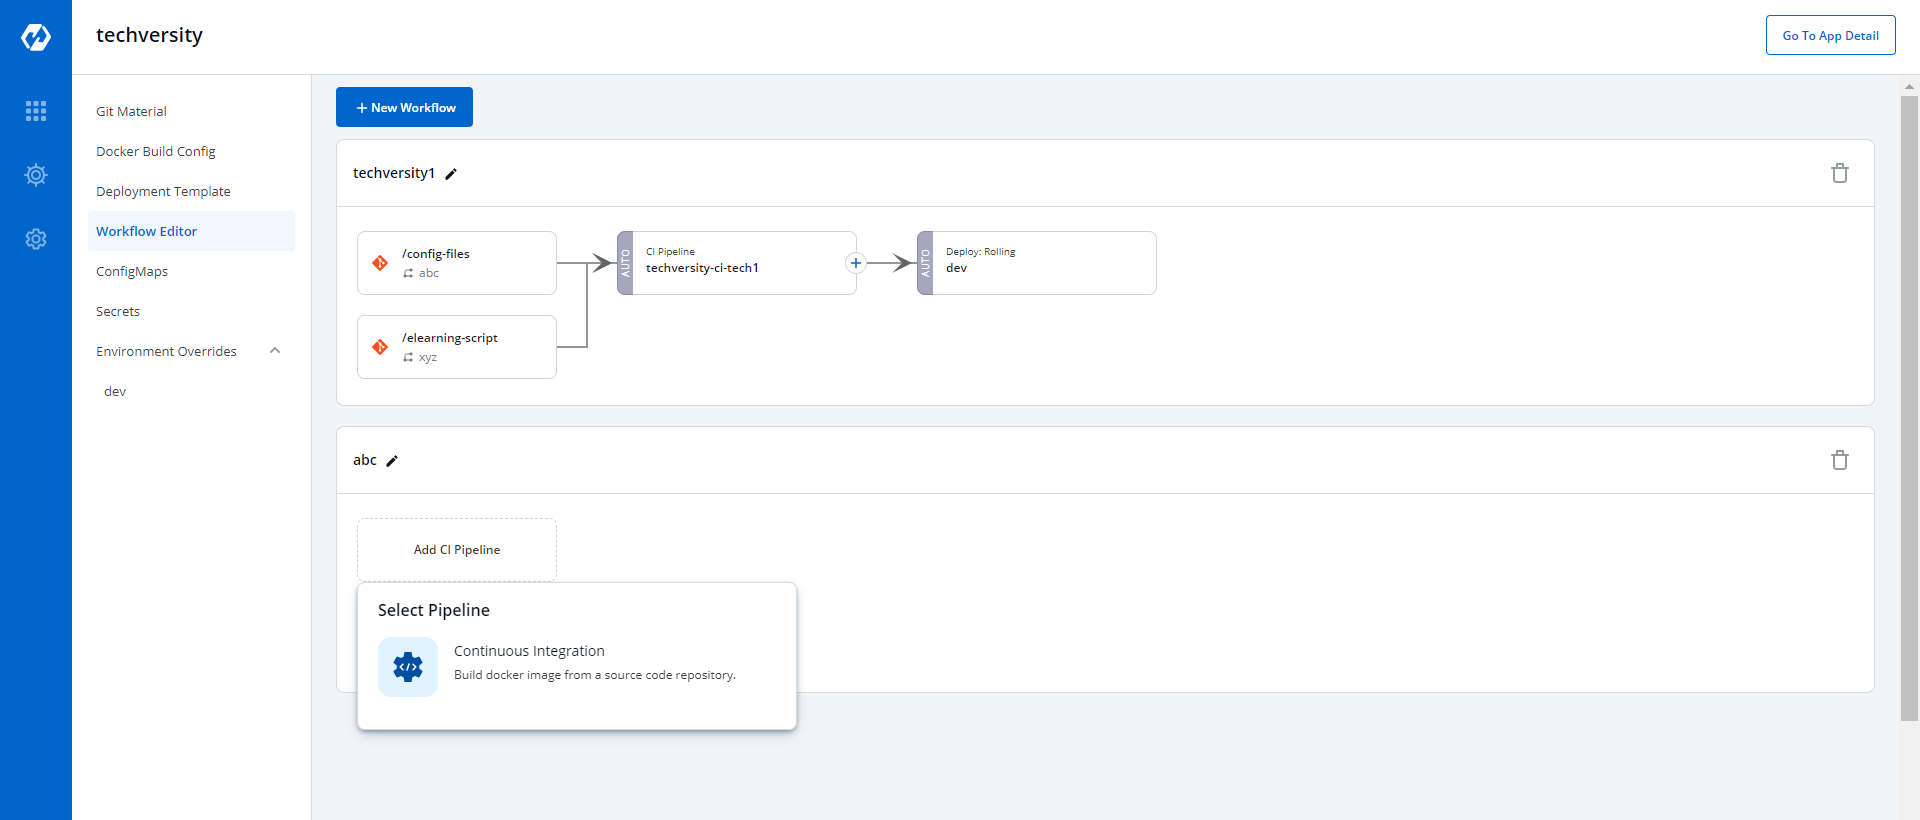 techversity
Go To App Detail
Git Material
Docker Build Config
Deployment Template
Workflow Editor
ConfigMaps
Secrets
Environment Overrides
dev
+ New Workflow
techversity1
/config-files
abc
/elearning-script
xyz
AUTO
CI Pipeline
techversity-ci-tech1
AUTO
Deploy: Rolling
dev
abc
Add CI Pipeline
Select Pipeline
Continuous Integration
Build docker image from a source code repository.